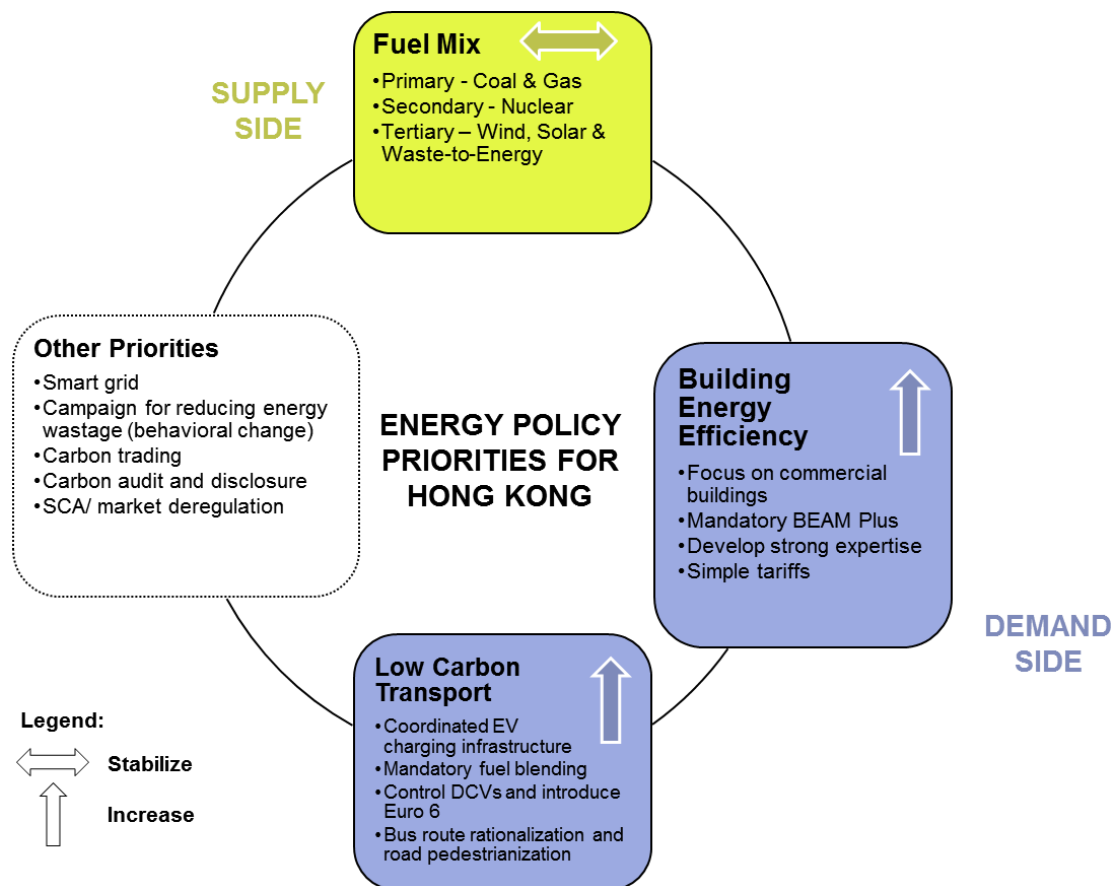 Fuel Mix
•Primary - Coal & Gas
•Secondary - Nuclear
•Tertiary – Wind, Solar &
Waste-to-Energy
SUPPLY
SIDE
Other Priorities
•Smart grid
•Campaign for reducing energy
wastage (behavioral change)
•Carbon trading
•Carbon audit and disclosure
•SCA/ market deregulation
ENERGY POLICY
PRIORITIES FOR
HONG KONG
Building
Energy
Efficiency
•Focus on commercial
buildings
•Mandatory BEAM Plus
•Develop strong expertise
•Simple tariffs
DEMAND
SIDE
Low Carbon
Transport
•Coordinated EV
charging infrastructure
•Mandatory fuel blending
•Control DCVs and introduce
Euro 6
•Bus route rationalization and
road pedestrianization
Legend:
Stabilize
Increase